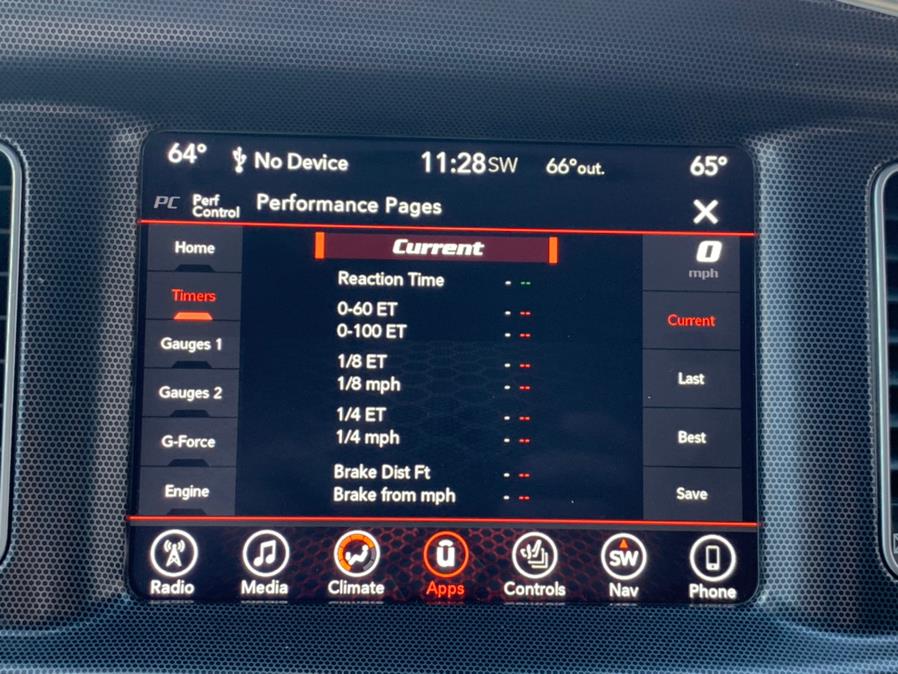 64° No Device 11:28 SW 66°out. 65°
PC Perf Control Performance Pages X
Home
Timers
Gauges 1
Gauges 2
G-Force
Engine
Current
Reaction Time - --
0-60 ET - --
0-100 ET - --
1/8 ET - --
1/8 mph - --
1/4 ET - --
1/4 mph - --
Brake Dist Ft - --
Brake from mph - --
0
mph
Current
Last
Best
Save
SW
Radio Media Climate Apps Controls Nav Phone